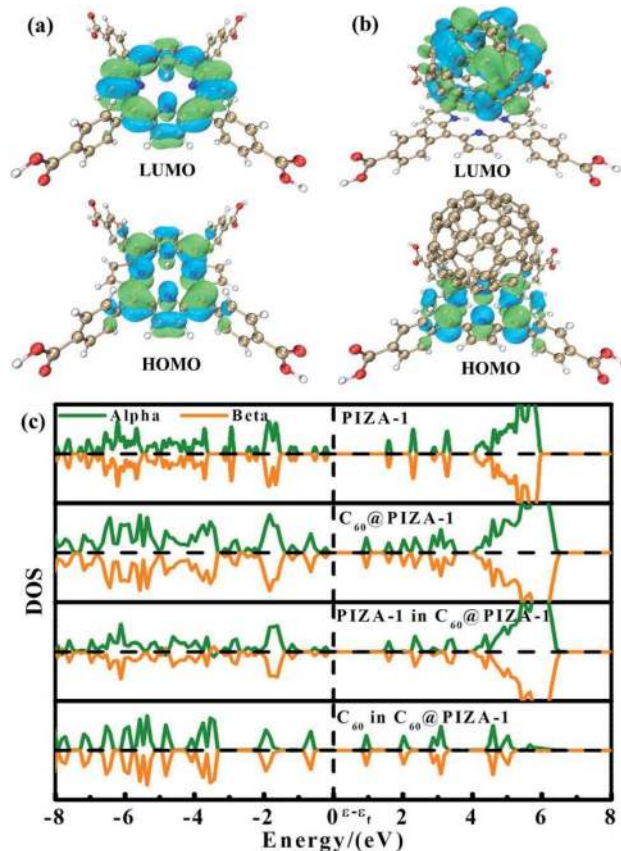 (a)
(b)
LUMO
LUMO
HOMO
HOMO
(c)
Alpha
Beta
PIZA-1
C60@PIZA-1
PIZA-1 in C60@PIZA-1
C60 in C60@PIZA-1
DOS
-8 -6 -4 -2 0 ε-εf 2 4 6 8
Energy/(eV)